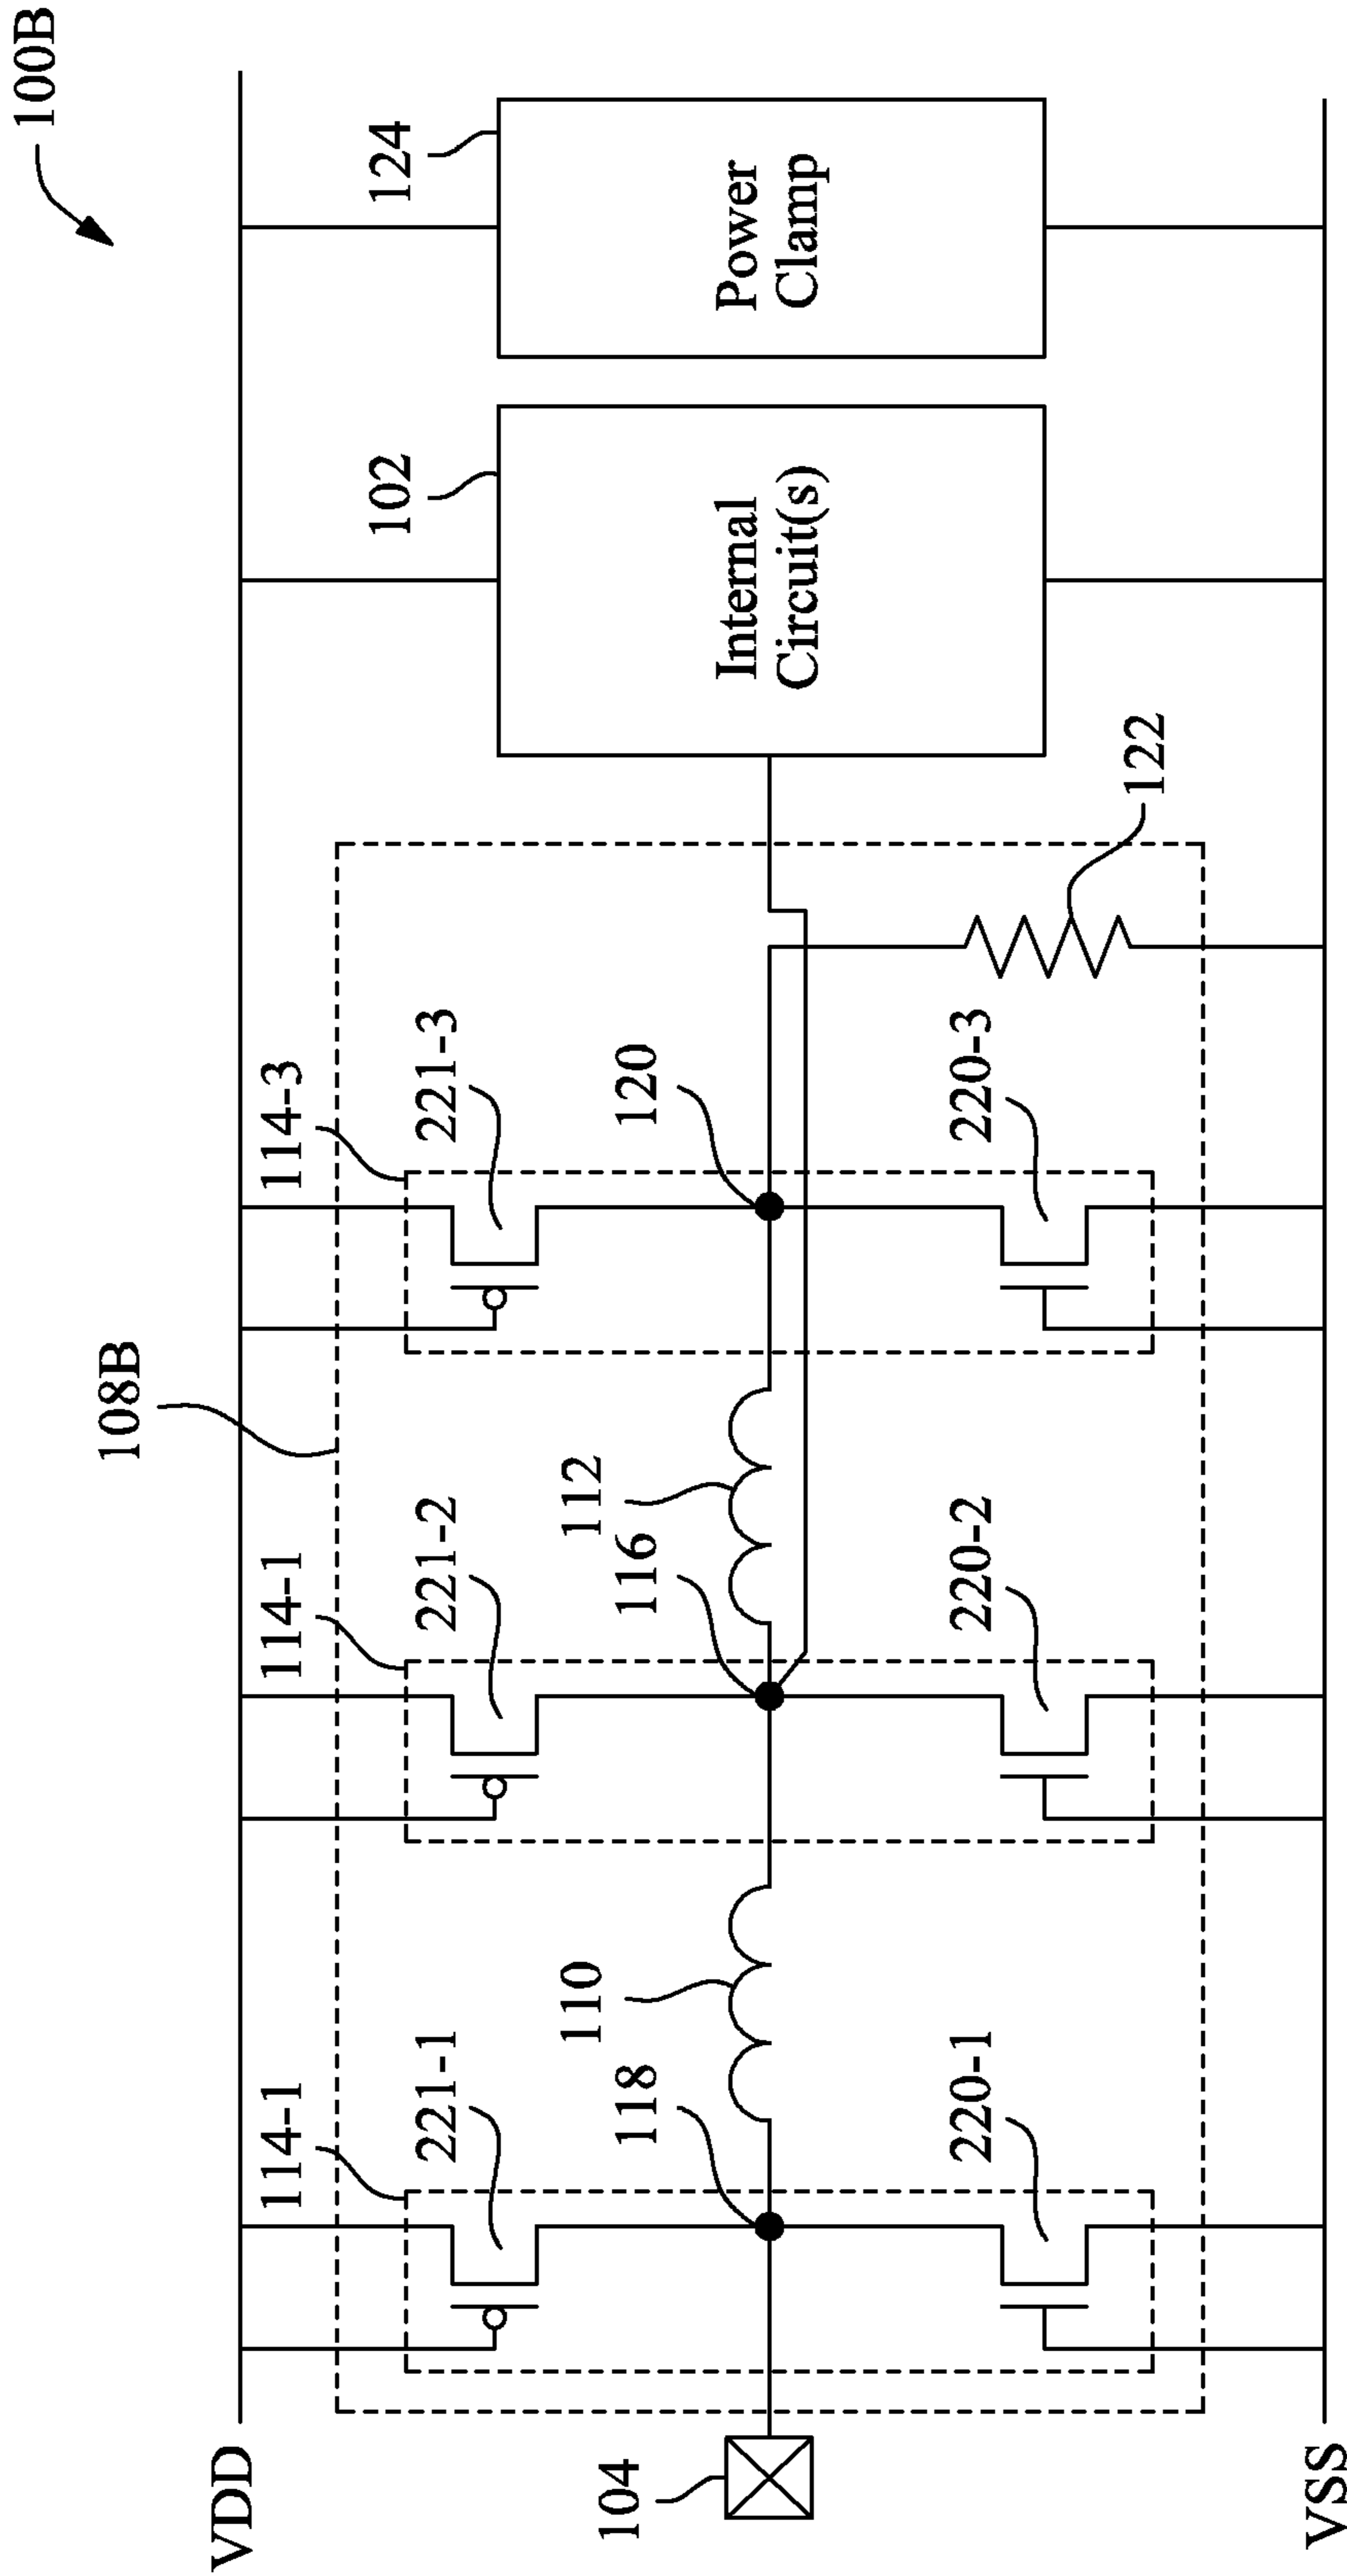 100B
108B
VDD
114-1
114-1
114-3
221-1
221-2
221-3
102
124
104
118
110
116
112
120
Internal
Circuit(s)
Power
Clamp
220-1
220-2
220-3
122
VSS